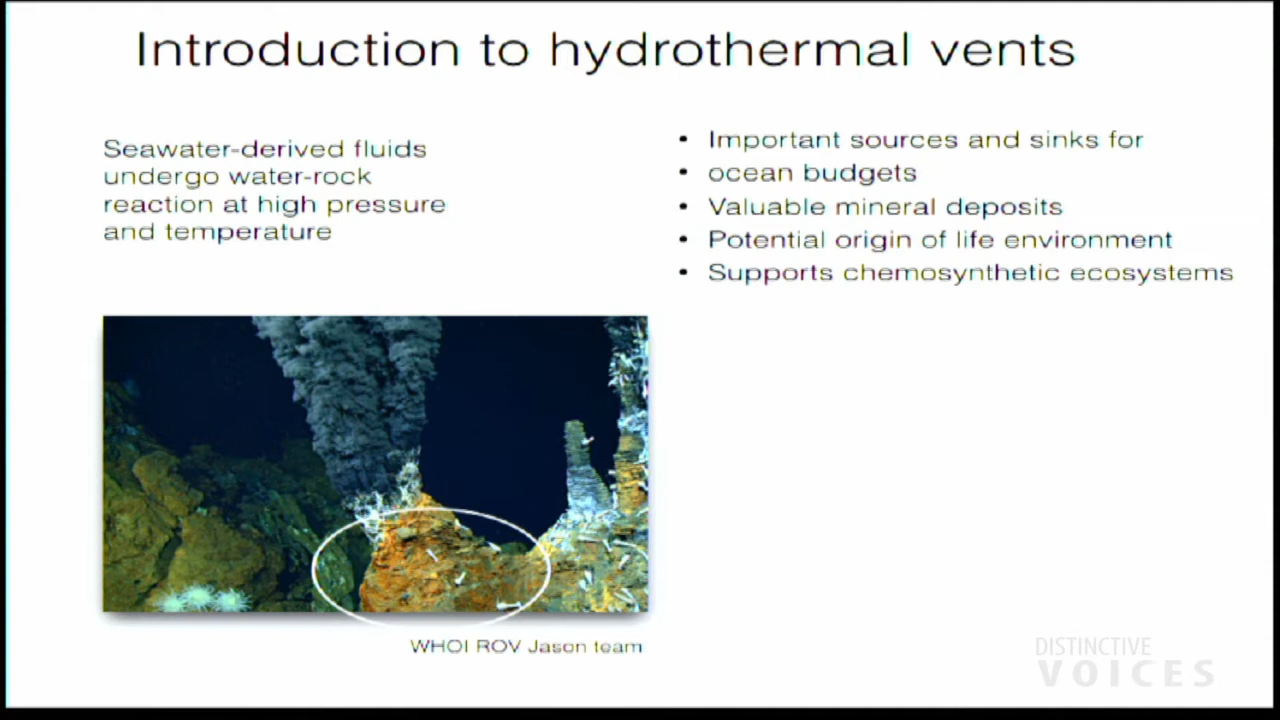 Introduction to hydrothermal vents
Seawater-derived fluids
undergo water-rock
reaction at high pressure
and temperature
• Important sources and sinks for
• ocean budgets
• Valuable mineral deposits
• Potential origin of life environment
• Supports chemosynthetic ecosystems
WHOI ROV Jason team
DISTINCTIVE
VOICES